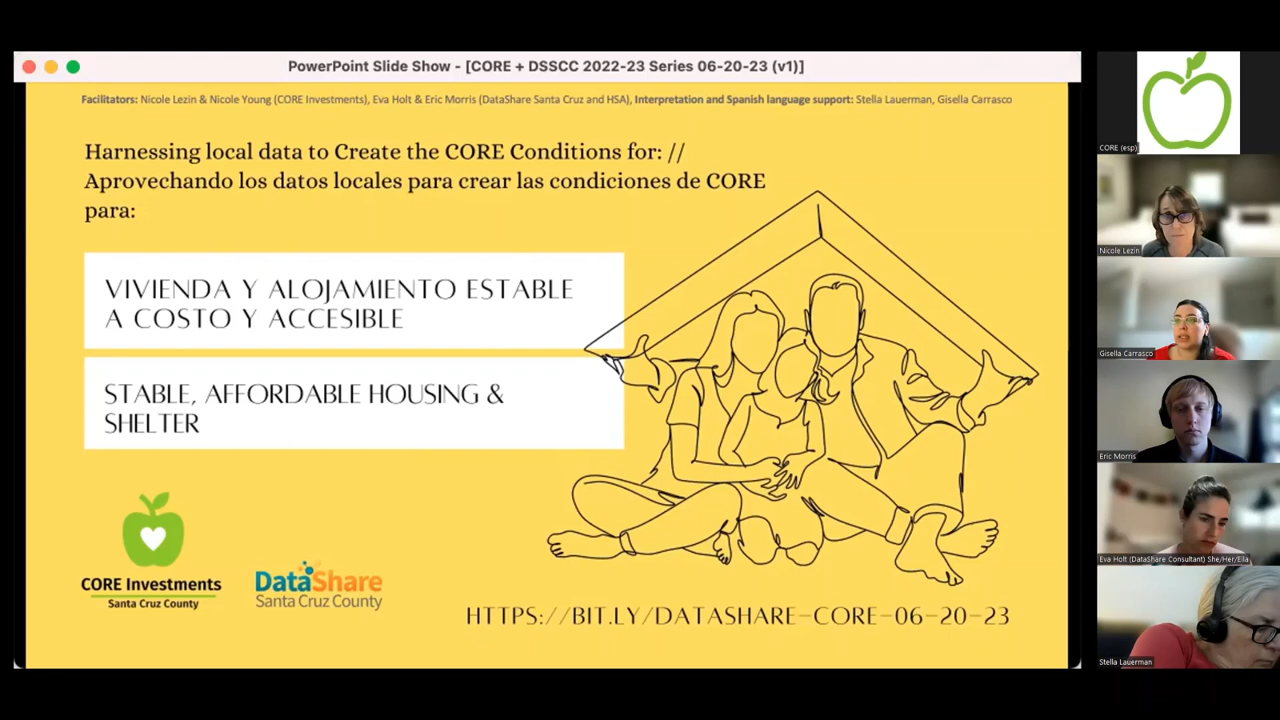 PowerPoint Slide Show - [CORE + DSSCC 2022-23 Series 06-20-23 (v1)]
Facilitators: Nicole Lezin & Nicole Young (CORE Investments), Eva Holt & Eric Morris (DataShare Santa Cruz and HSA), Interpretation and Spanish language support: Stella Lauerman, Gisella Carrasco
Harnessing local data to Create the CORE Conditions for: //
Aprovechando los datos locales para crear las condiciones de CORE
para:
VIVIENDA Y ALOJAMIENTO ESTABLE
A COSTO Y ACCESIBLE
STABLE, AFFORDABLE HOUSING &
SHELTER
CORE Investments
Santa Cruz County
DataShare
Santa Cruz County
HTTPS://BIT.LY/DATASHARE-CORE-06-20-23
CORE (esp)
Nicole Lezin
Gisella Carrasco
Eric Morris
Eva Holt (DataShare Consultant) She/Her/Ella
Stella Lauerman